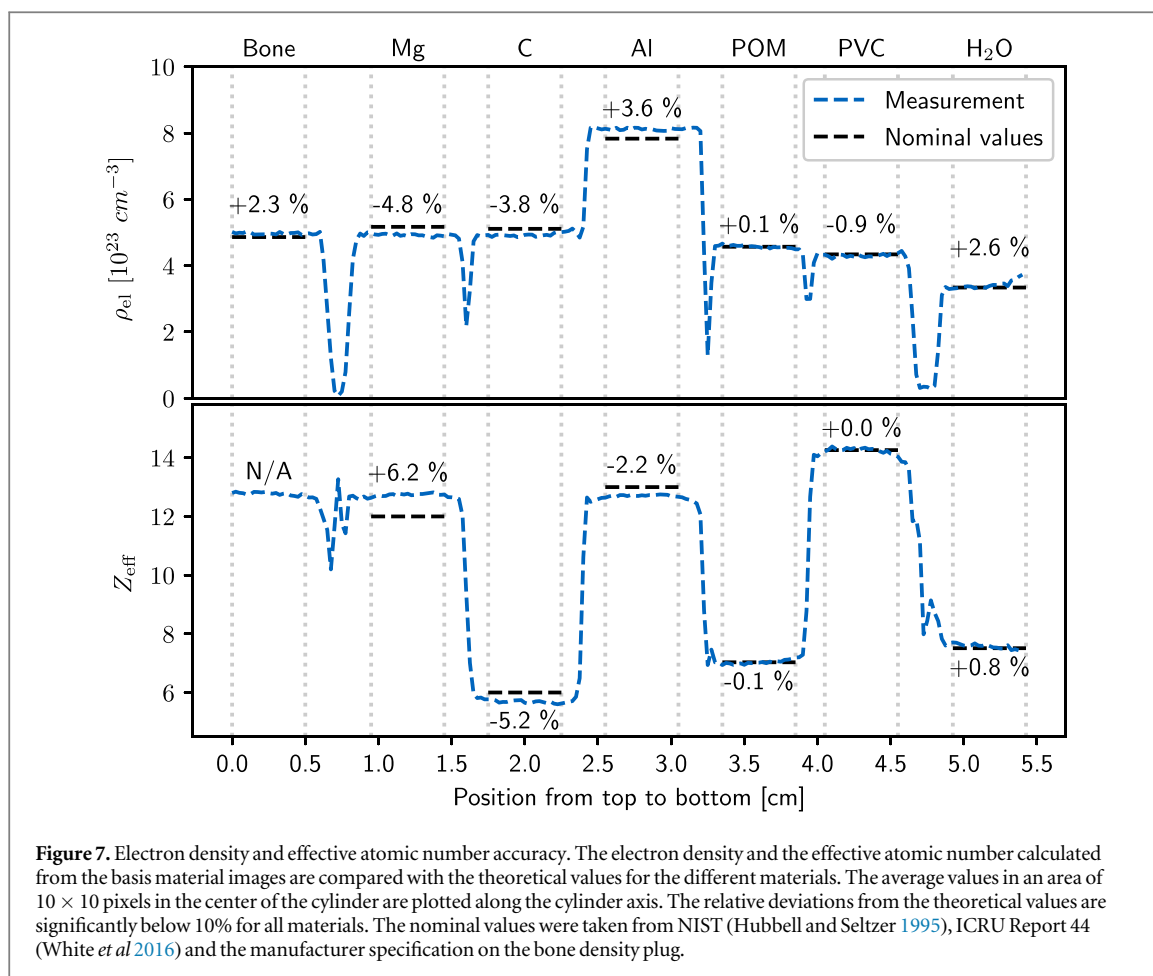 Bone Mg C Al POM PVC H₂O
10
8
6
4
2
0
ρel [10²³ cm⁻³]
+2.3 %
-4.8 %
-3.8 %
+3.6 %
+0.1 %
-0.9 %
+2.6 %
Measurement
Nominal values
14
12
10
8
6
Zeff
N/A
+6.2 %
-5.2 %
-2.2 %
-0.1 %
+0.0 %
+0.8 %
0.0 0.5 1.0 1.5 2.0 2.5 3.0 3.5 4.0 4.5 5.0 5.5
Position from top to bottom [cm]
Figure 7. Electron density and effective atomic number accuracy. The electron density and the effective atomic number calculated
from the basis material images are compared with the theoretical values for the different materials. The average values in an area of
10 × 10 pixels in the center of the cylinder are plotted along the cylinder axis. The relative deviations from the theoretical values are
significantly below 10% for all materials. The nominal values were taken from NIST (Hubbell and Seltzer 1995), ICRU Report 44
(White et al 2016) and the manufacturer specification on the bone density plug.